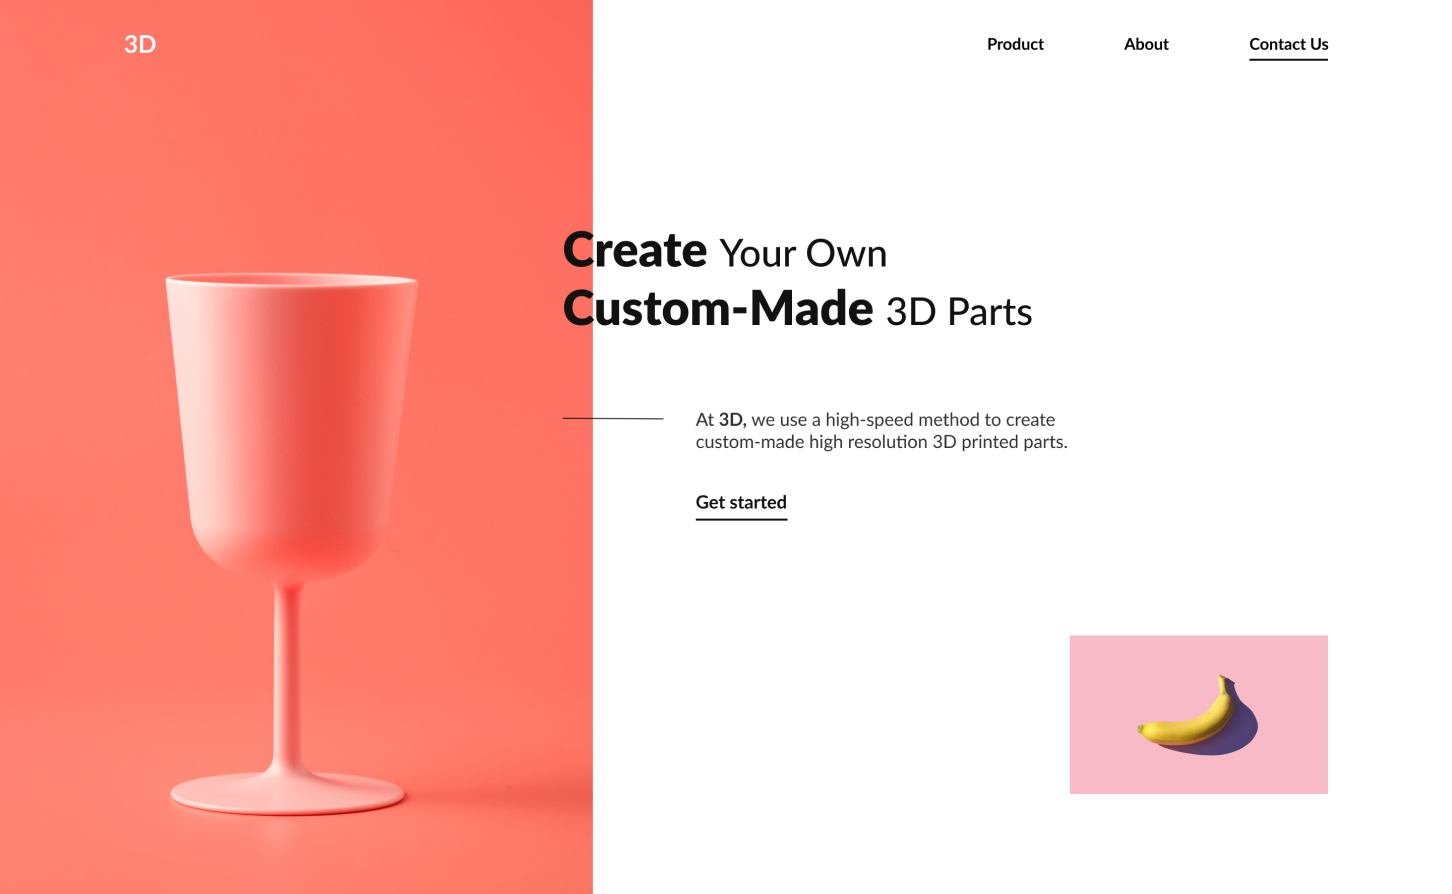 3D
Product
About
Contact Us
Create Your Own
Custom-Made 3D Parts
At 3D, we use a high-speed method to create
custom-made high resolution 3D printed parts.
Get started